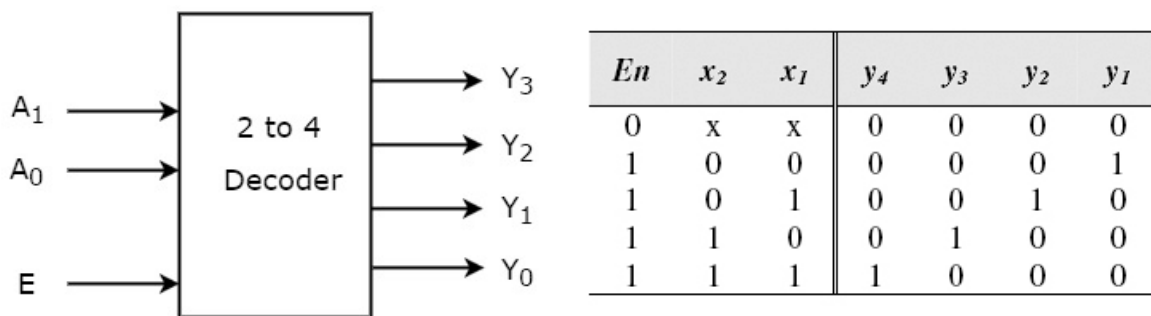 A1
A0
E
2 to 4
Decoder
Y3
Y2
Y1
Y0
En x2 x1 y4 y3 y2 y1
0 x x 0 0 0 0
1 0 0 0 0 0 1
1 0 1 0 0 1 0
1 1 0 0 1 0 0
1 1 1 1 0 0 0